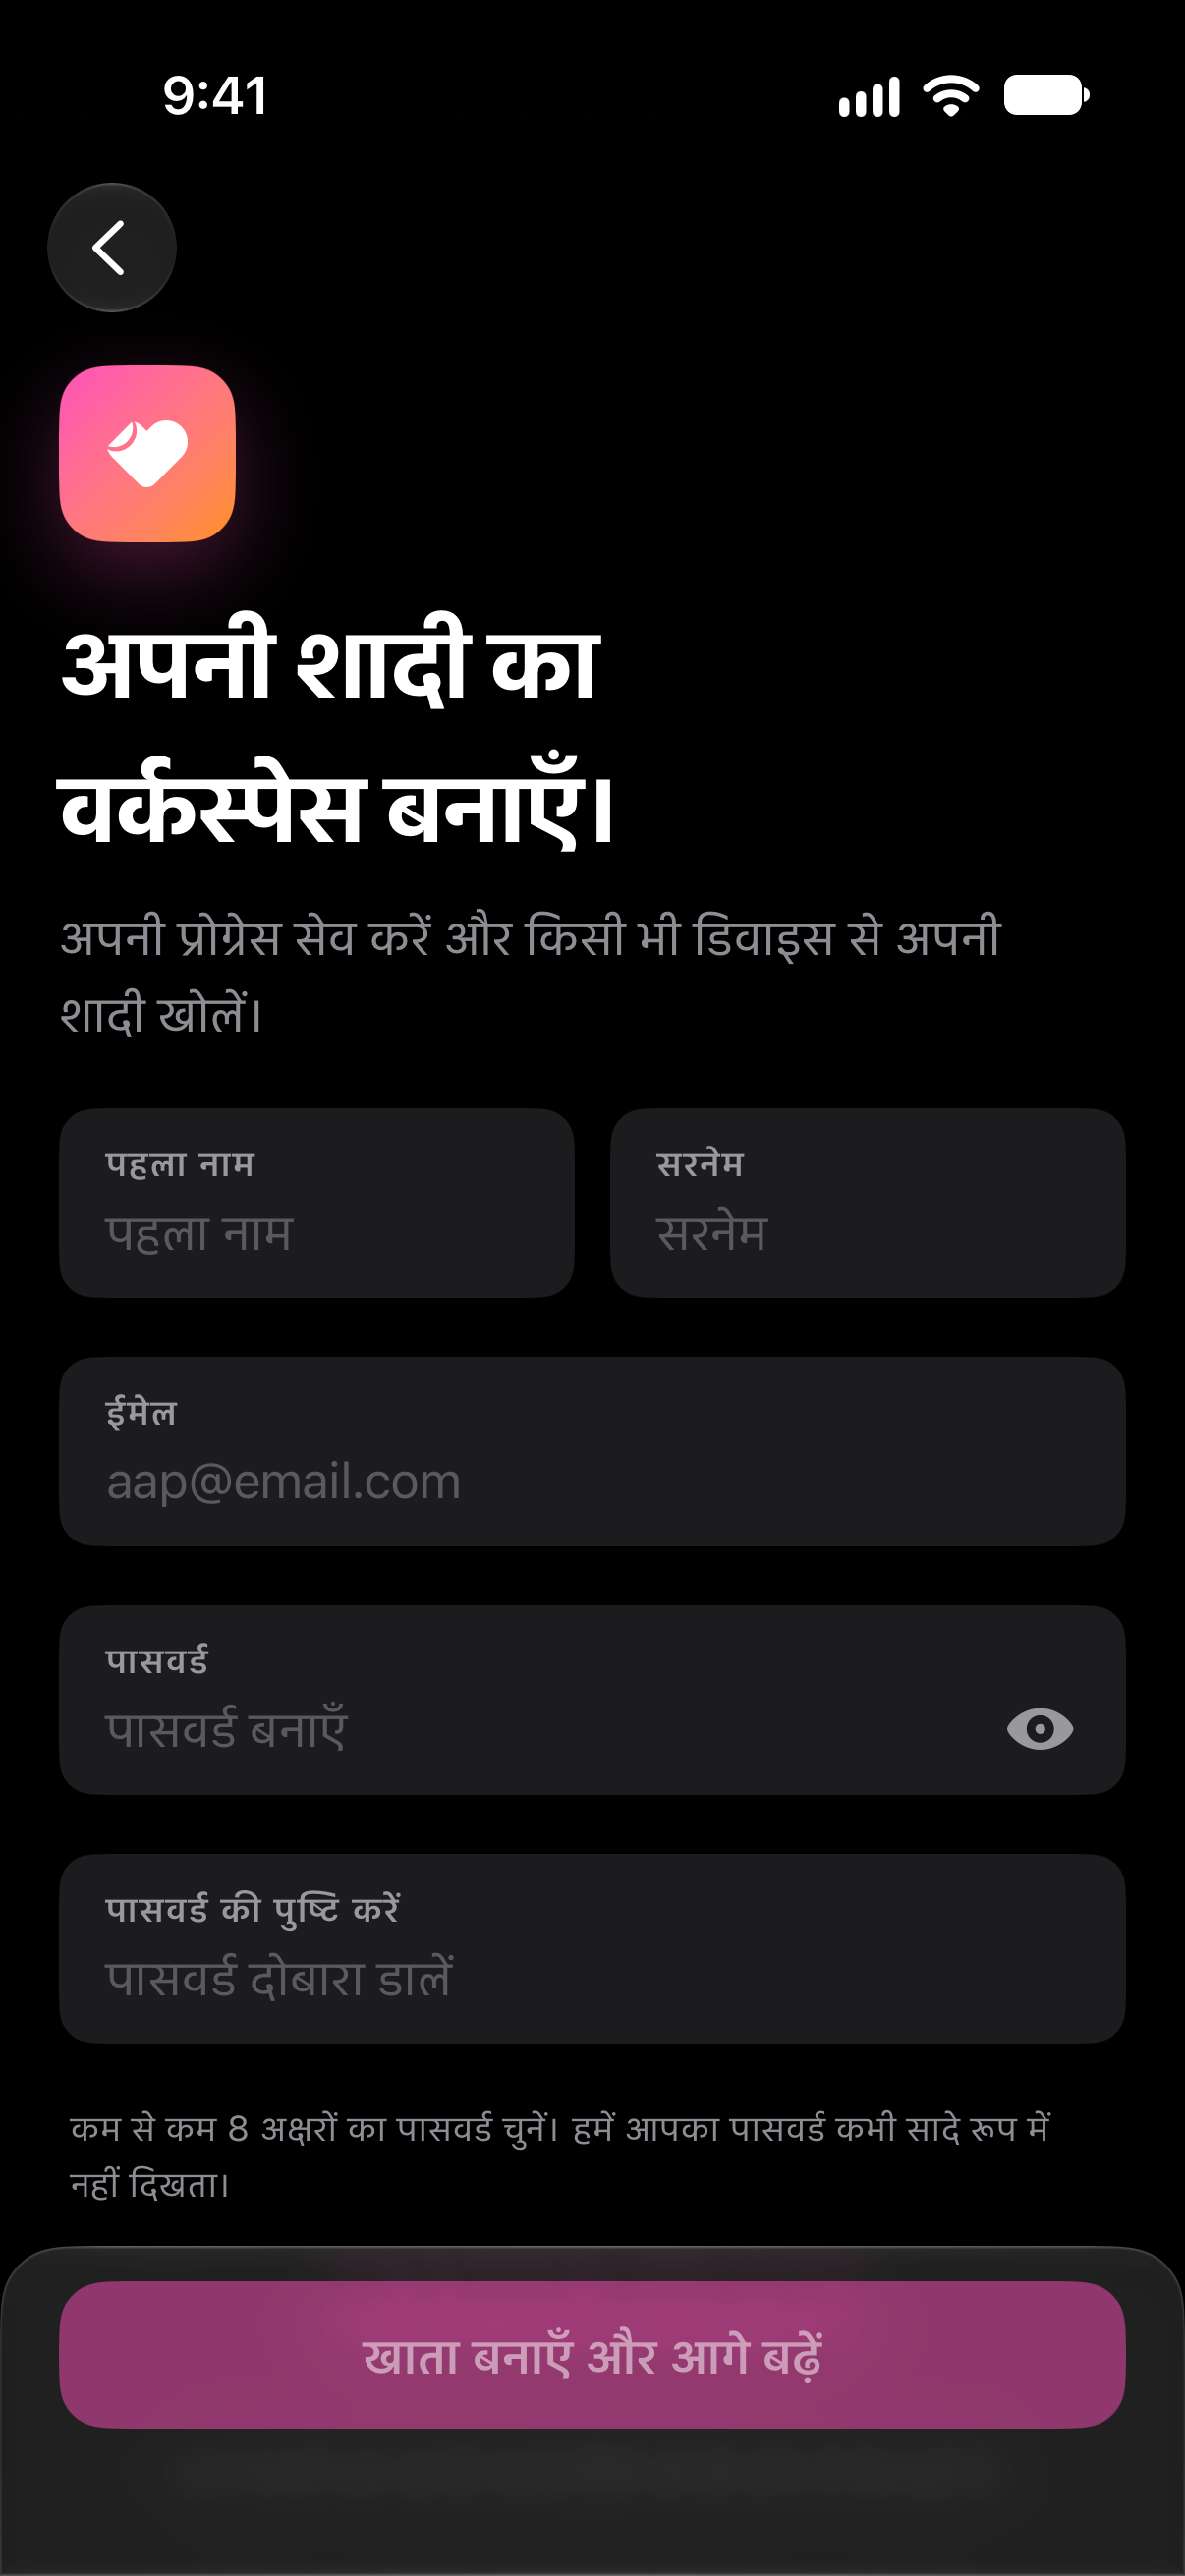 9:41
अपनी शादी का
वर्कस्पेस बनाएँ।
अपनी प्रोग्रेस सेव करें और किसी भी डिवाइस से अपनी
शादी खोलें।
पहला नाम
पहला नाम
सरनेम
सरनेम
ईमेल
aap@email.com
पासवर्ड
पासवर्ड बनाएँ
पासवर्ड की पुष्टि करें
पासवर्ड दोबारा डालें
कम से कम 8 अक्षरों का पासवर्ड चुनें। हमें आपका पासवर्ड कभी सादे रूप में
नहीं दिखता।
खाता बनाएँ और आगे बढ़ें